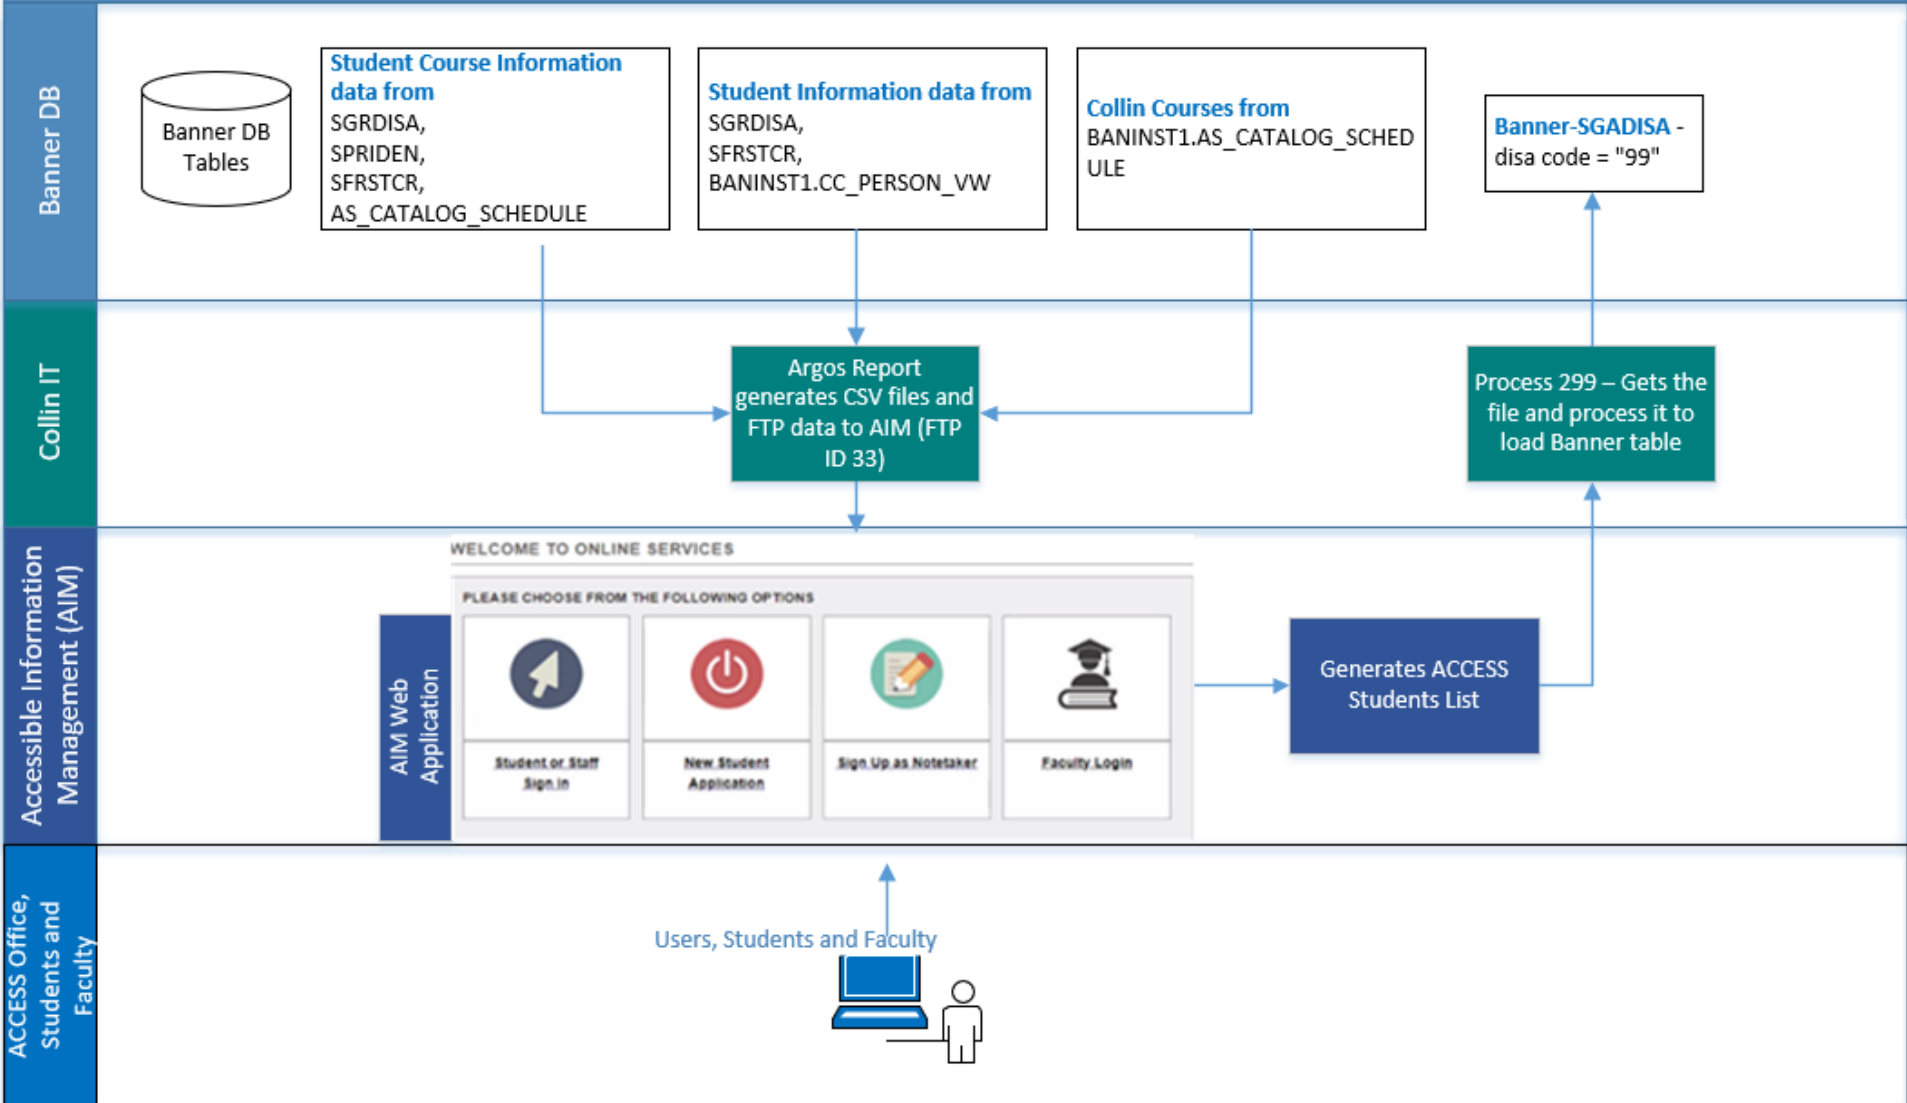 Banner DB
Banner DB
Tables
Student Course Information
data from
SGRDISA,
SPRIDEN,
SFRSTCR,
AS_CATALOG_SCHEDULE
Student Information data from
SGRDISA,
SFRSTCR,
BANINST1.CC_PERSON_VW
Collin Courses from
BANINST1.AS_CATALOG_SCHED
ULE
Banner-SGADISA -
disa code = "99"
Collin IT
Argos Report
generates CSV files and
FTP data to AIM (FTP
ID 33)
Process 299 – Gets the
file and process it to
load Banner table
Accessible Information
Management (AIM)
AIM Web
Application
WELCOME TO ONLINE SERVICES
PLEASE CHOOSE FROM THE FOLLOWING OPTIONS
Student or Staff
Sign In
New Student
Application
Sign Up as Notetaker
Faculty Login
Generates ACCESS
Students List
ACCESS Office,
Students and
Faculty
Users, Students and Faculty